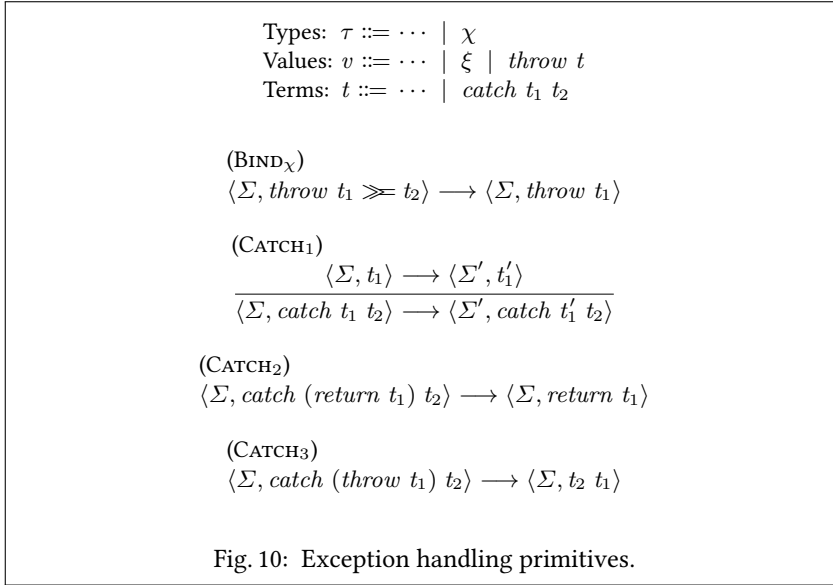 Types: τ ::= ⋯ | χ
Values: v ::= ⋯ | ξ | throw t
Terms: t ::= ⋯ | catch t₁ t₂
(Bind_χ)
⟨Σ, throw t₁ ≫= t₂⟩ ⟶ ⟨Σ, throw t₁⟩
(Catch₁)
⟨Σ, t₁⟩ ⟶ ⟨Σ′, t₁′⟩
⟨Σ, catch t₁ t₂⟩ ⟶ ⟨Σ′, catch t₁′ t₂⟩
(Catch₂)
⟨Σ, catch (return t₁) t₂⟩ ⟶ ⟨Σ, return t₁⟩
(Catch₃)
⟨Σ, catch (throw t₁) t₂⟩ ⟶ ⟨Σ, t₂ t₁⟩
Fig. 10: Exception handling primitives.